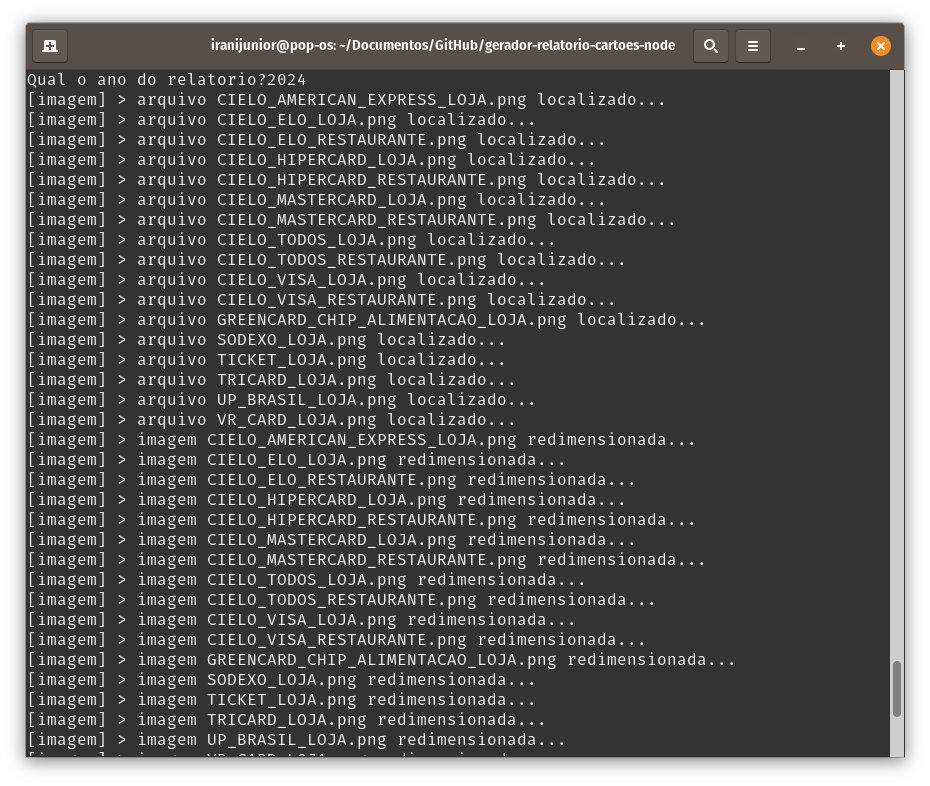 iranijunior@pop-os: ~/Documentos/GitHub/gerador-relatorio-cartoes-node
Qual o ano do relatorio?2024
[imagem] > arquivo CIELO_AMERICAN_EXPRESS_LOJA.png localizado...
[imagem] > arquivo CIELO_ELO_LOJA.png localizado...
[imagem] > arquivo CIELO_ELO_RESTAURANTE.png localizado...
[imagem] > arquivo CIELO_HIPERCARD_LOJA.png localizado...
[imagem] > arquivo CIELO_HIPERCARD_RESTAURANTE.png localizado...
[imagem] > arquivo CIELO_MASTERCARD_LOJA.png localizado...
[imagem] > arquivo CIELO_MASTERCARD_RESTAURANTE.png localizado...
[imagem] > arquivo CIELO_TODOS_LOJA.png localizado...
[imagem] > arquivo CIELO_TODOS_RESTAURANTE.png localizado...
[imagem] > arquivo CIELO_VISA_LOJA.png localizado...
[imagem] > arquivo CIELO_VISA_RESTAURANTE.png localizado...
[imagem] > arquivo GREENCARD_CHIP_ALIMENTACAO_LOJA.png localizado...
[imagem] > arquivo SODEXO_LOJA.png localizado...
[imagem] > arquivo TICKET_LOJA.png localizado...
[imagem] > arquivo TRICARD_LOJA.png localizado...
[imagem] > arquivo UP_BRASIL_LOJA.png localizado...
[imagem] > arquivo VR_CARD_LOJA.png localizado...
[imagem] > imagem CIELO_AMERICAN_EXPRESS_LOJA.png redimensionada...
[imagem] > imagem CIELO_ELO_LOJA.png redimensionada...
[imagem] > imagem CIELO_ELO_RESTAURANTE.png redimensionada...
[imagem] > imagem CIELO_HIPERCARD_LOJA.png redimensionada...
[imagem] > imagem CIELO_HIPERCARD_RESTAURANTE.png redimensionada...
[imagem] > imagem CIELO_MASTERCARD_LOJA.png redimensionada...
[imagem] > imagem CIELO_MASTERCARD_RESTAURANTE.png redimensionada...
[imagem] > imagem CIELO_TODOS_LOJA.png redimensionada...
[imagem] > imagem CIELO_TODOS_RESTAURANTE.png redimensionada...
[imagem] > imagem CIELO_VISA_LOJA.png redimensionada...
[imagem] > imagem CIELO_VISA_RESTAURANTE.png redimensionada...
[imagem] > imagem GREENCARD_CHIP_ALIMENTACAO_LOJA.png redimensionada...
[imagem] > imagem SODEXO_LOJA.png redimensionada...
[imagem] > imagem TICKET_LOJA.png redimensionada...
[imagem] > imagem TRICARD_LOJA.png redimensionada...
[imagem] > imagem UP_BRASIL_LOJA.png redimensionada...